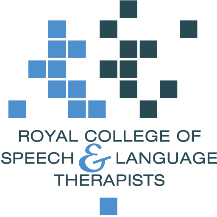 ROYAL COLLEGE OF
SPEECH & LANGUAGE
THERAPISTS